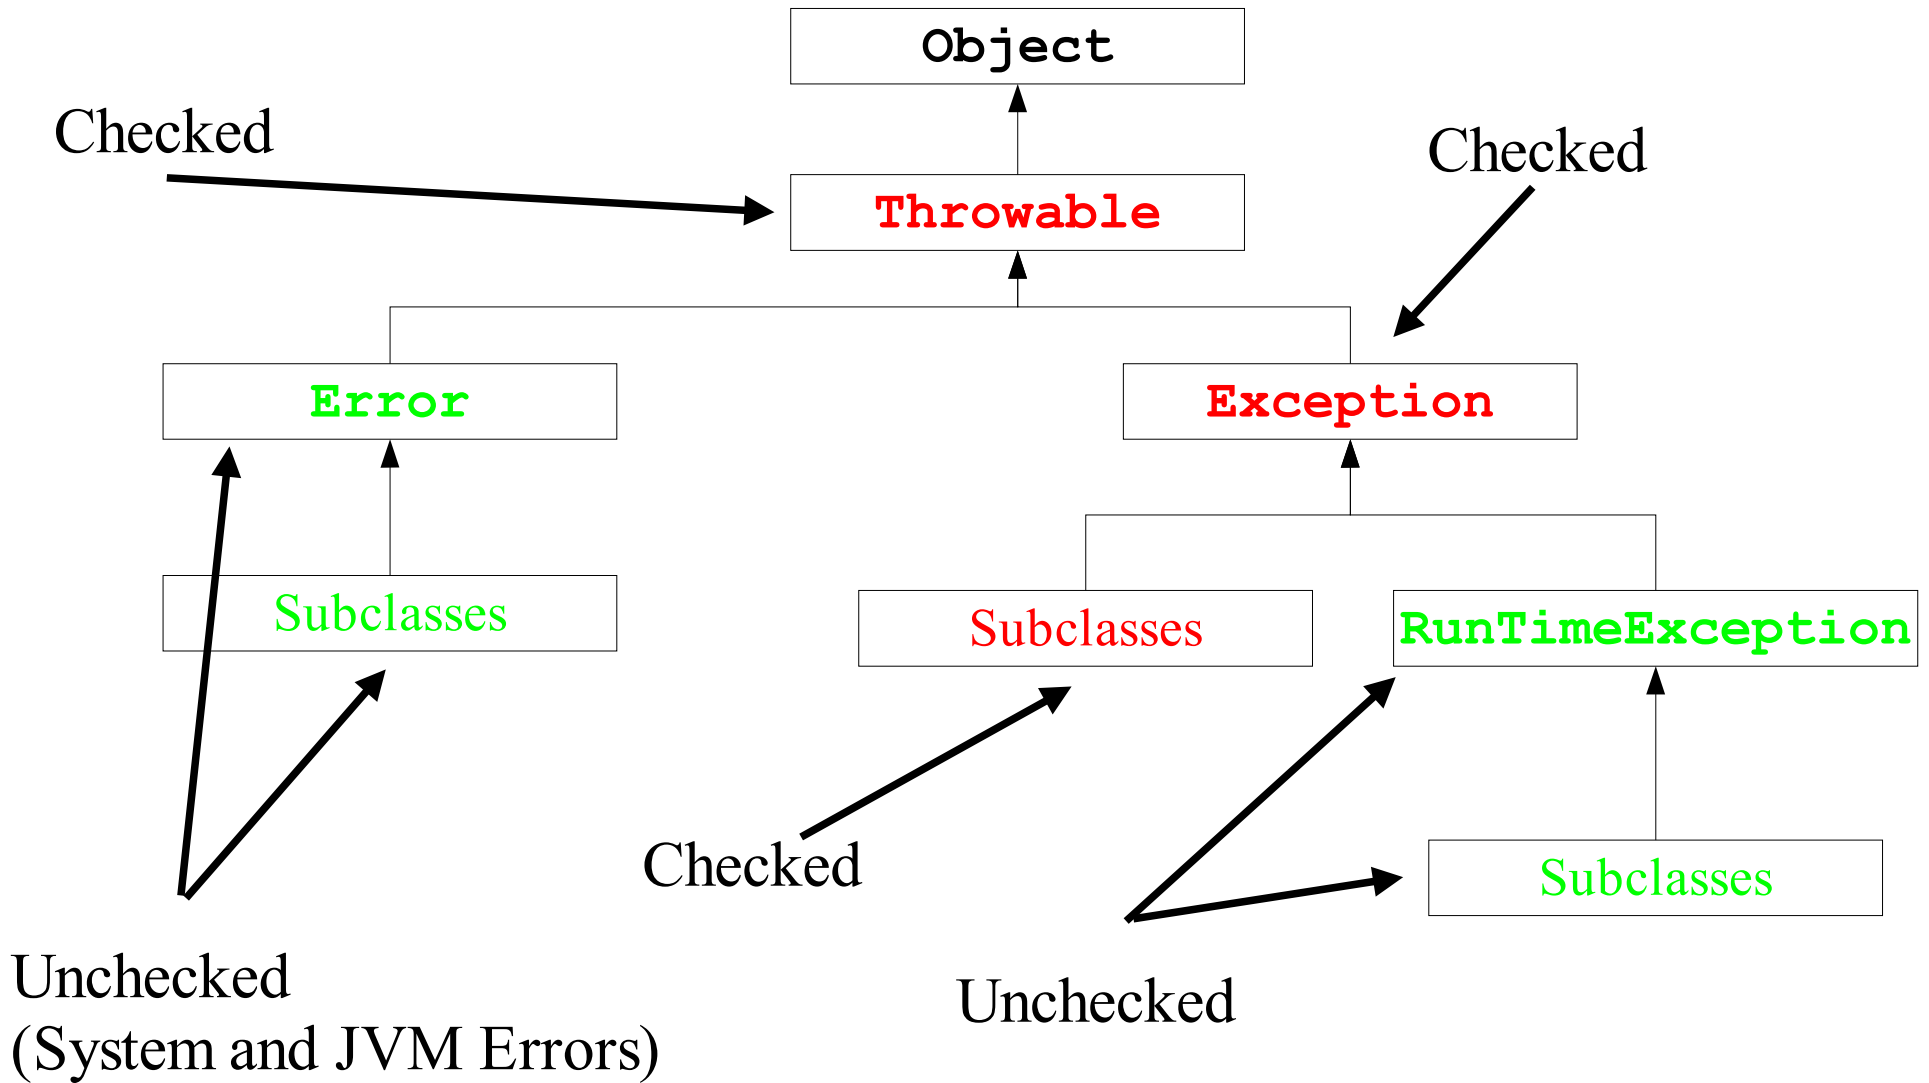 Object
Checked
Checked
Throwable
Error
Exception
Subclasses
Subclasses
RunTimeException
Checked
Subclasses
Unchecked
(System and JVM Errors)
Unchecked